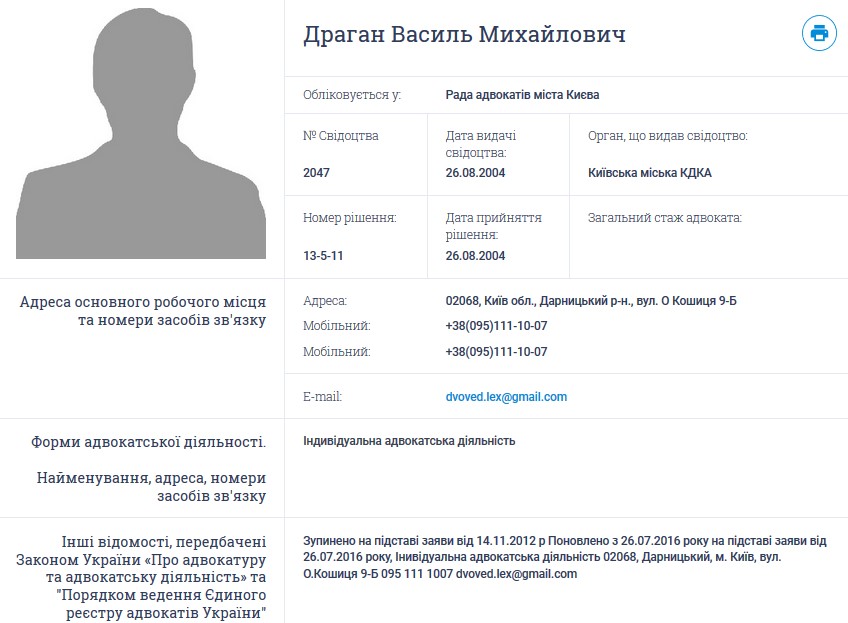 Драган Василь Михайлович
Обліковується у:
Рада адвокатів міста Києва
№ Свідоцтва
2047
Дата видачі
свідоцтва:
26.08.2004
Орган, що видав свідоцтво:
Київська міська КДКА
Номер рішення:
13-5-11
Дата прийняття
рішення:
26.08.2004
Загальний стаж адвоката:
Адреса основного робочого місця
та номери засобів зв'язку
Адреса:
02068, Київ обл., Дарницький р-н., вул. О Кошиця 9-Б
Мобільний:
+38(095)111-10-07
Мобільний:
+38(095)111-10-07
E-mail:
dvoved.lex@gmail.com
Форми адвокатської діяльності.
Найменування, адреса, номери
засобів зв'язку
Індивідуальна адвокатська діяльність
Інші відомості, передбачені
Законом України «Про адвокатуру
та адвокатську діяльність» та
"Порядком ведення Єдиного
реєстру адвокатів України"
Зупинено на підставі заяви від 14.11.2012 р Поновлено з 26.07.2016 року на підставі заяви від
26.07.2016 року, Інивідуальна адвокатська діяльність 02068, Дарницький, м. Київ, вул.
О.Кошиця 9-Б 095 111 1007 dvoved.lex@gmail.com